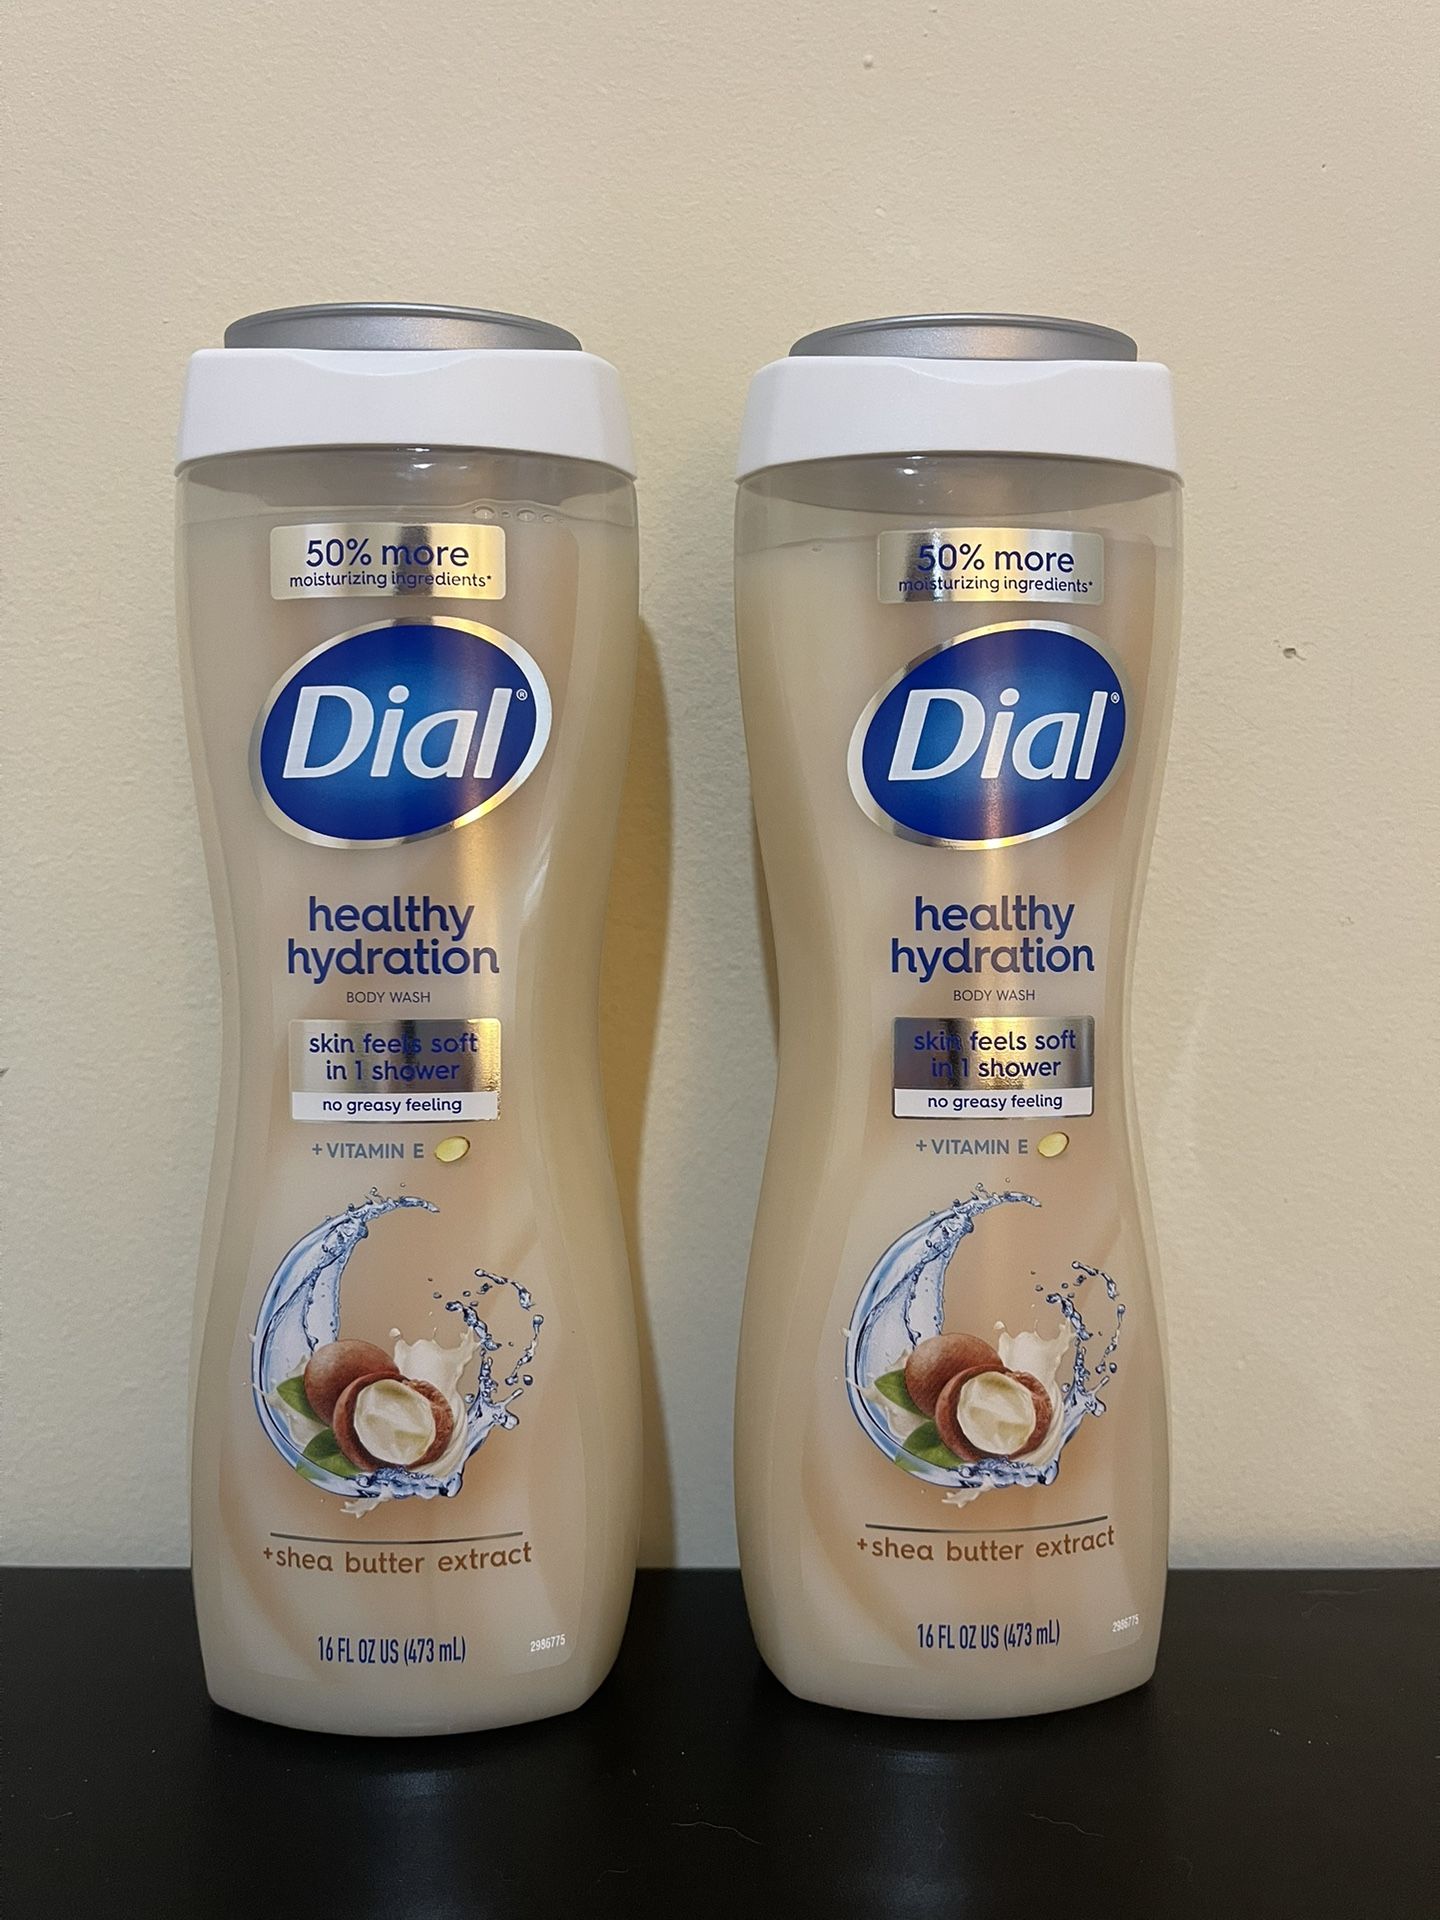 50% more
moisturizing ingredients*
Dial®
healthy
hydration
BODY WASH
skin feels soft
in 1 shower
no greasy feeling
+ VITAMIN E
+shea butter extract
16 FL OZ US (473 mL)
2986775
50% more
moisturizing ingredients*
Dial®
healthy
hydration
BODY WASH
skin feels soft
in 1 shower
no greasy feeling
+ VITAMIN E
+shea butter extract
16 FL OZ US (473 mL)
2986775